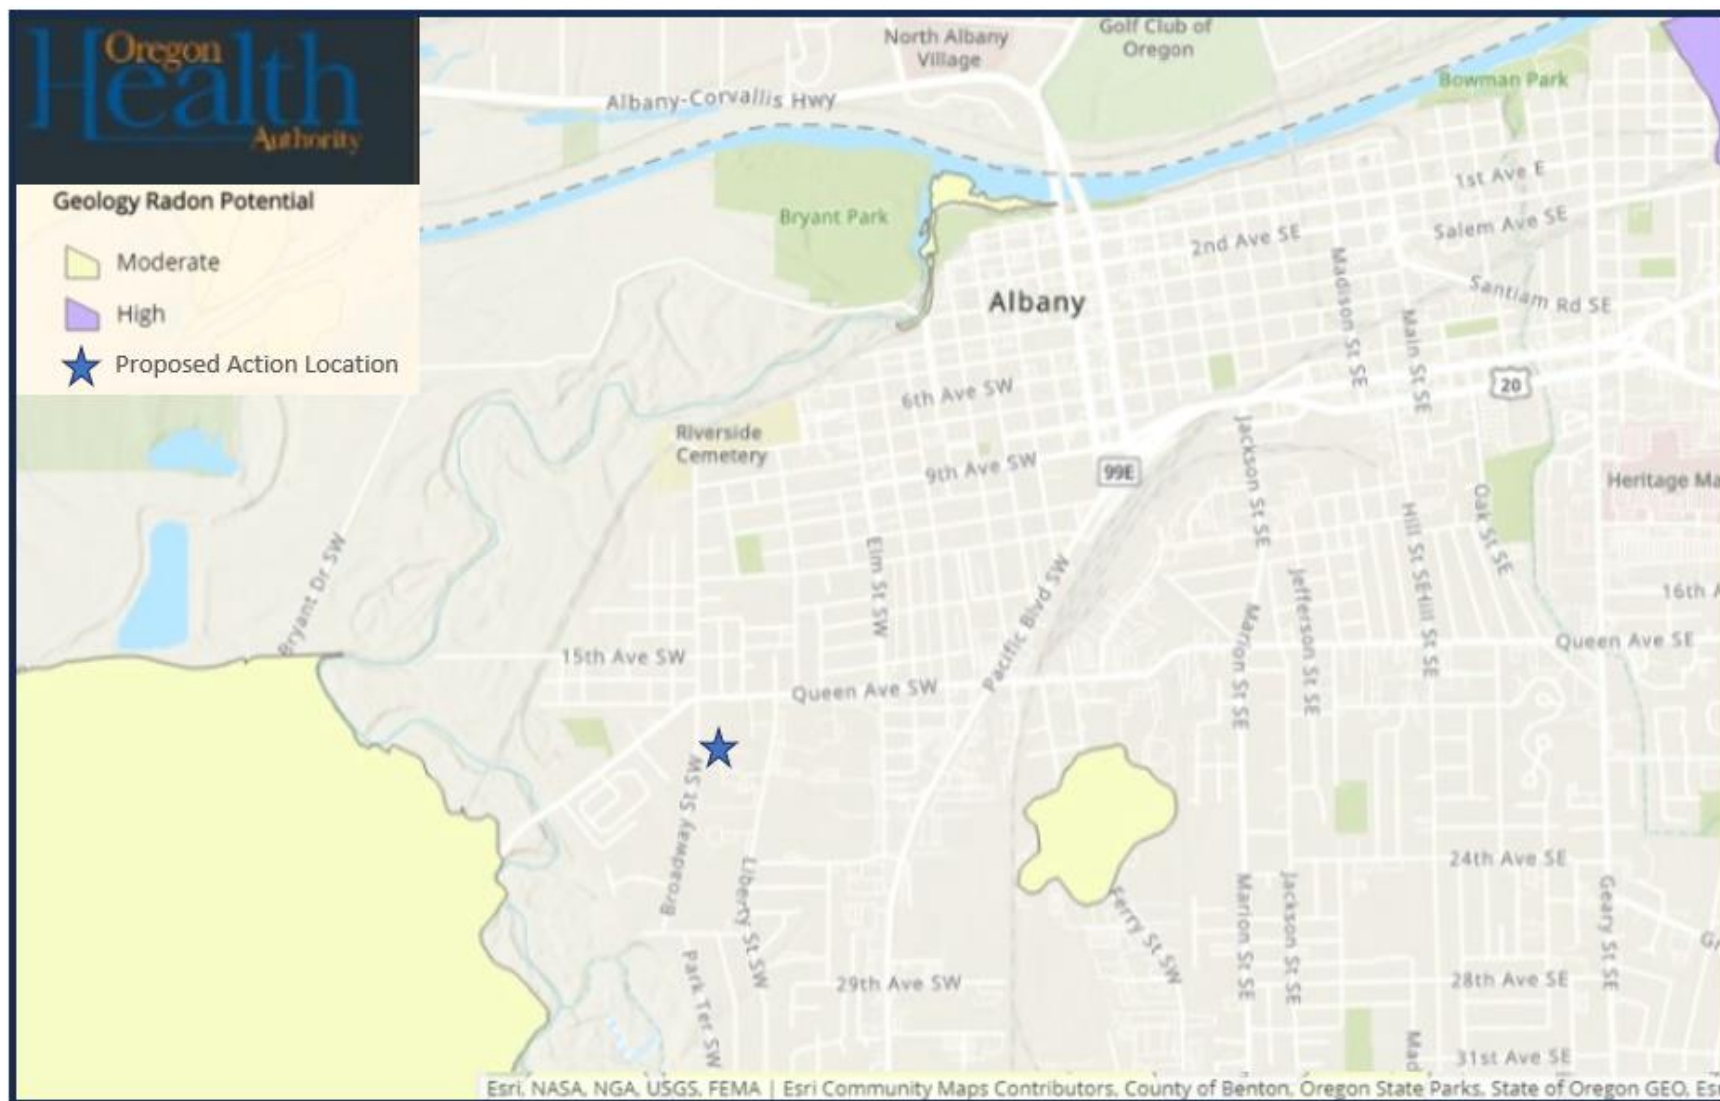 Oregon
Health
Authority
Geology Radon Potential
Moderate
High
Proposed Action Location
North Albany
Village
Golf Club of
Oregon
Albany-Corvallis Hwy
Bowman Park
Bryant Park
1st Ave E
Salem Ave SE
2nd Ave SE
Santiam Rd SE
Madison St SE
Main St SE
Albany
20
6th Ave SW
Riverside
Cemetery
9th Ave SW
99E
Jackson St SE
Heritage Ma
Hill St SE
Oak St SE
Elm St SW
Bryant Dr SW
Pacific Blvd SW
Jefferson St SE
Marion St SE
Hill St SE
16th A
15th Ave SW
Queen Ave SE
Queen Ave SW
Broadway St SW
Liberty St SW
24th Ave SE
Ferry St SW
Marion St SE
Jackson St SE
Geary St SE
G
Park Ter SW
29th Ave SW
28th Ave SE
Mad
31st Ave SE
Esri, NASA, NGA, USGS, FEMA | Esri Community Maps Contributors, County of Benton, Oregon State Parks, State of Oregon GEO, Esr